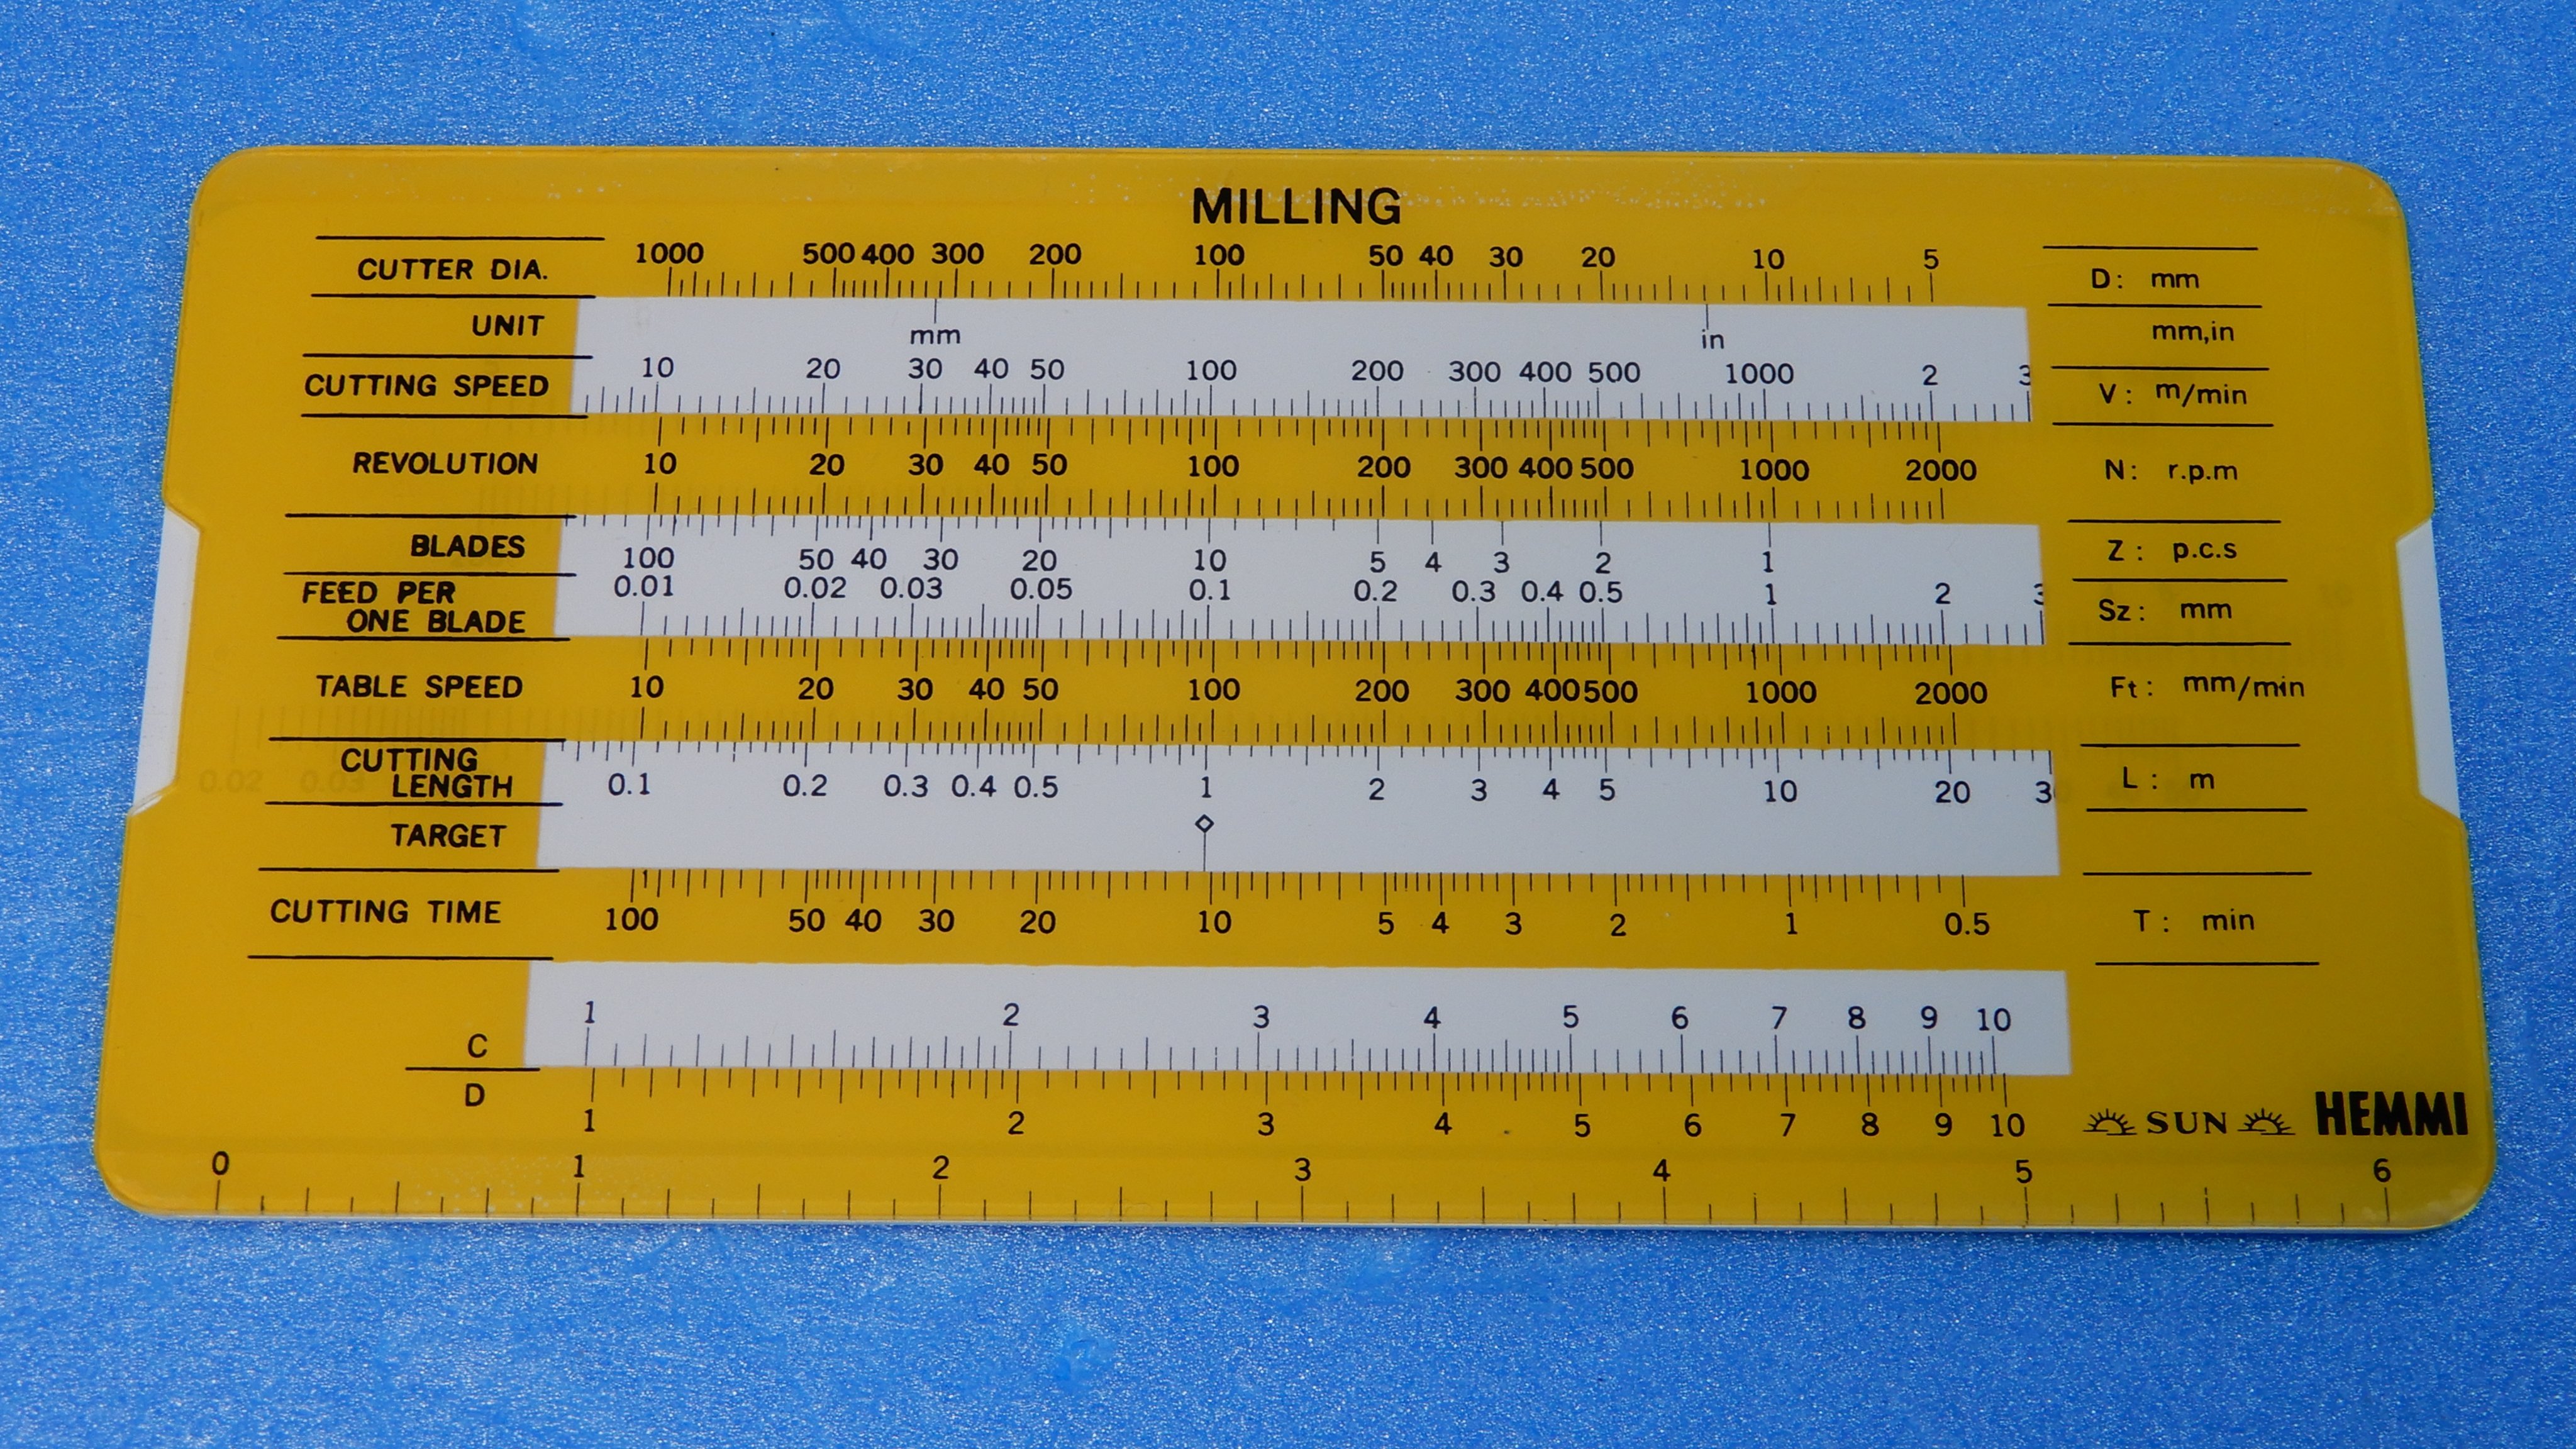 MILLING
CUTTER DIA. 1000 500 400 300 200 100 50 40 30 20 10 5 D: mm
UNIT mm in mm,in
CUTTING SPEED 10 20 30 40 50 100 200 300 400 500 1000 2 3 V: m/min
REVOLUTION 10 20 30 40 50 100 200 300 400 500 1000 2000 N: r.p.m
BLADES 100 50 40 30 20 10 5 4 3 2 1 Z: p.c.s
FEED PER 0.01 0.02 0.03 0.05 0.1 0.2 0.3 0.4 0.5 1 2 3 Sz: mm
ONE BLADE
TABLE SPEED 10 20 30 40 50 100 200 300 400 500 1000 2000 Ft: mm/min
CUTTING
LENGTH 0.1 0.2 0.3 0.4 0.5 1 2 3 4 5 10 20 30 L: m
0.02 0.03
TARGET
CUTTING TIME 100 50 40 30 20 10 5 4 3 2 1 0.5 T: min
1 2 3 4 5 6 7 8 9 10
C
D
1 2 3 4 5 6 7 8 9 10 SUN HEMMI
0 1 2 3 4 5 6